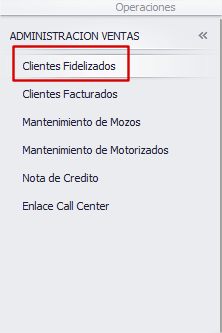 Operaciones
ADMINISTRACION VENTAS «
Clientes Fidelizados
Clientes Facturados
Mantenimiento de Mozos
Mantenimiento de Motorizados
Nota de Credito
Enlace Call Center